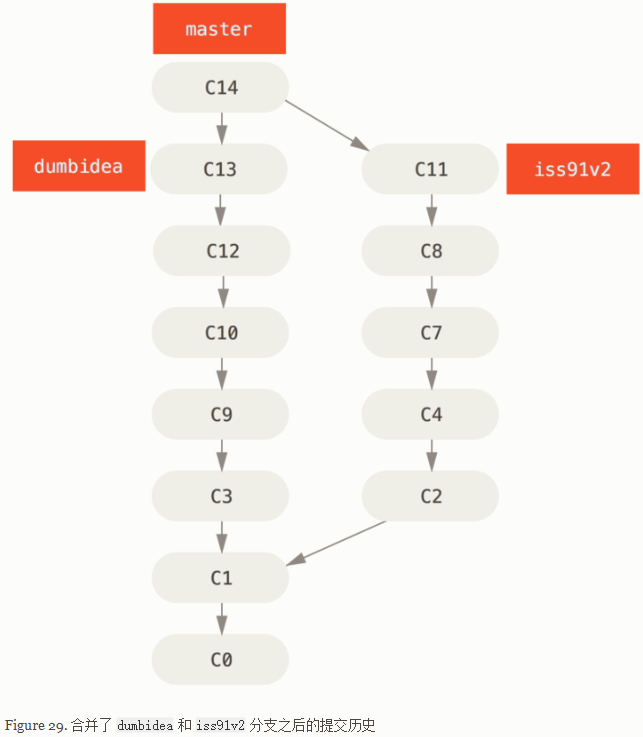 master
C14
dumbidea
C13
C11
iss91v2
C12
C8
C10
C7
C9
C4
C3
C2
C1
C0
Figure 29. 合并了 dumbidea 和 iss91v2 分支之后的提交历史